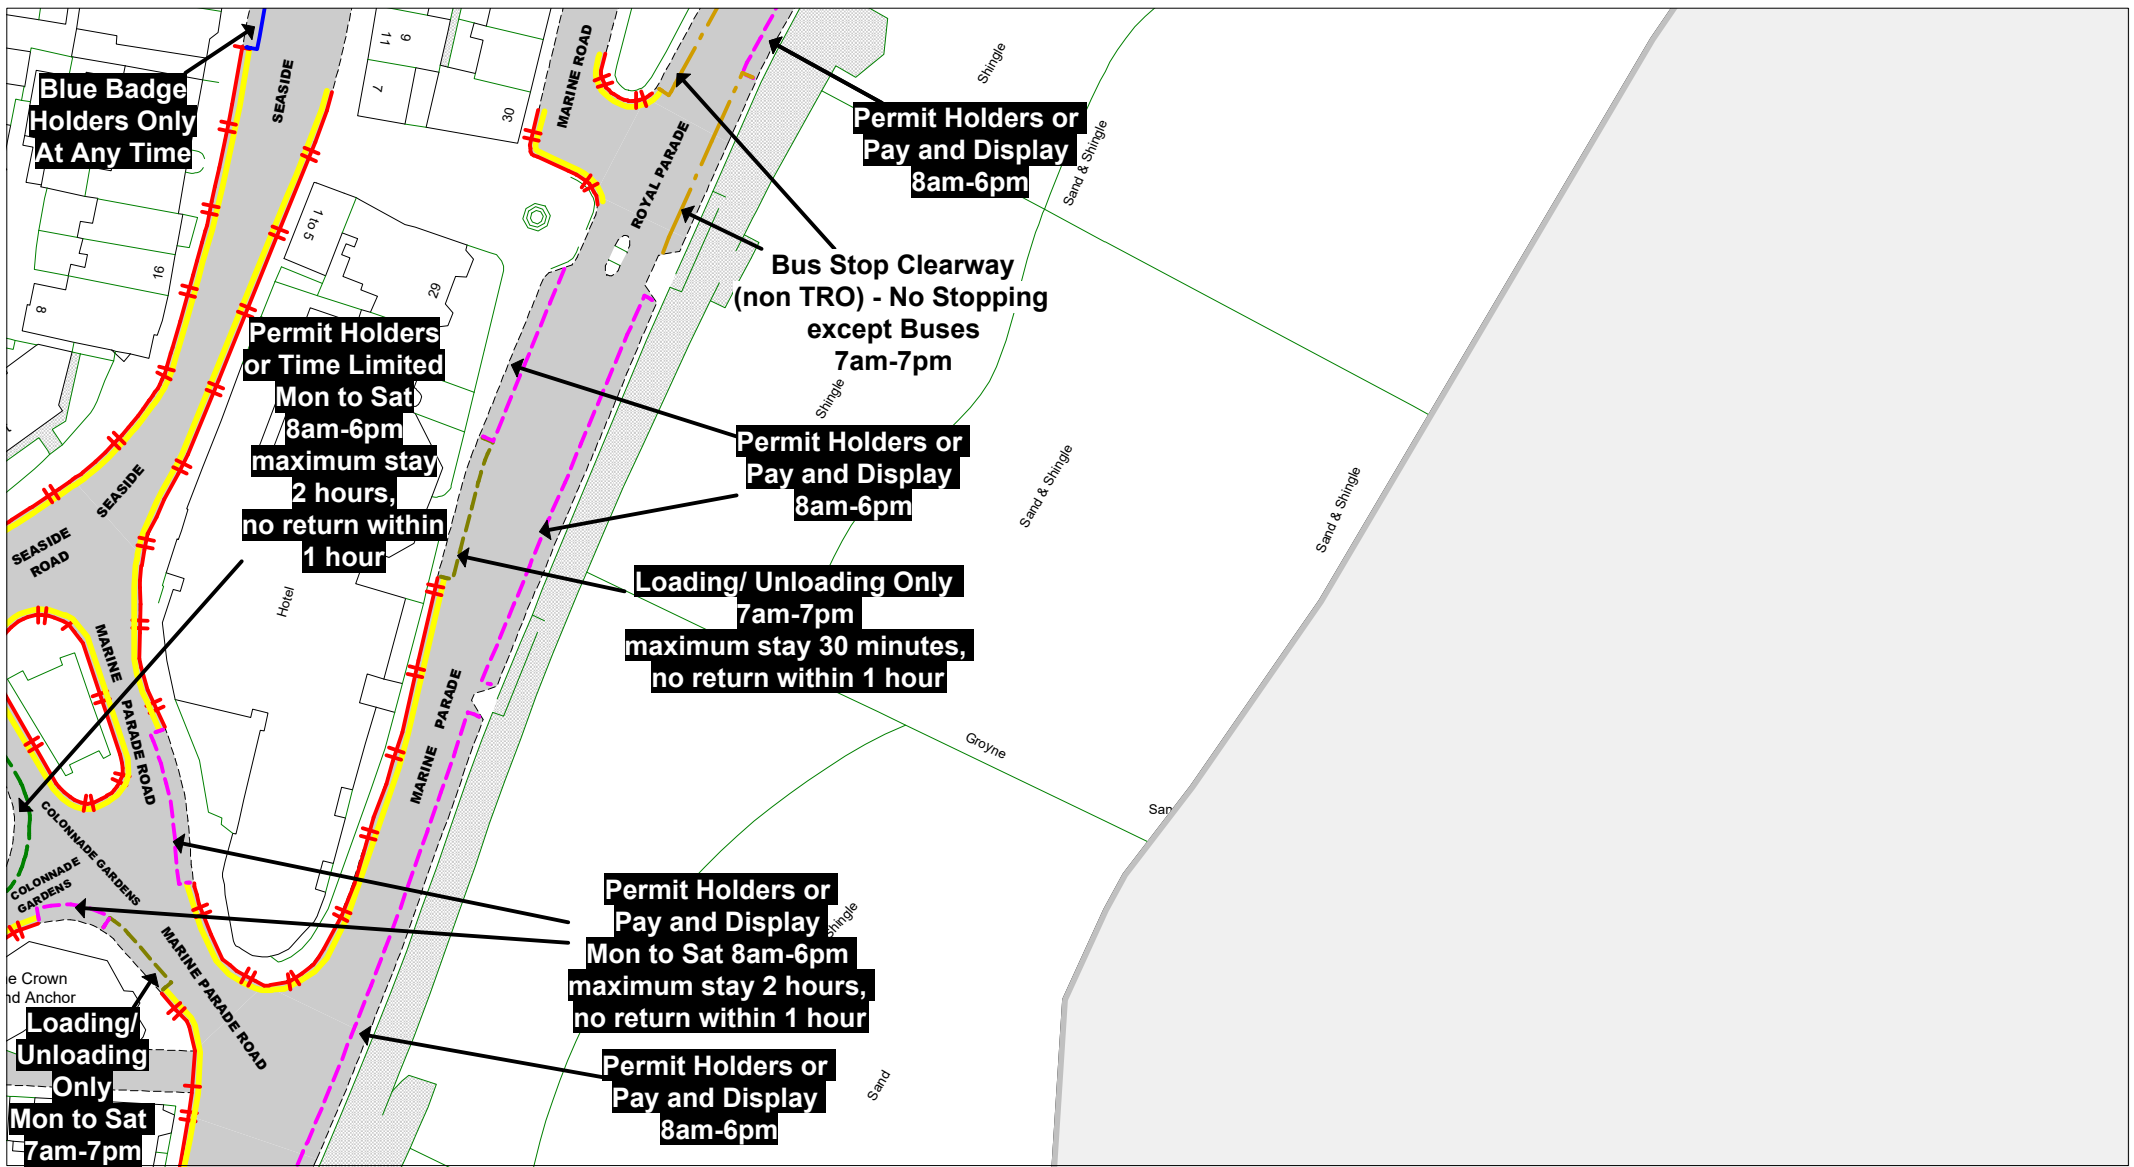 Blue Badge
Holders Only
At Any Time
SEASIDE
9
11
7
30
MARINE ROAD
ROYAL PARADE
Shingle
Permit Holders or
Pay and Display
8am-6pm
Sand & Shingle
1 to 5
16
8
29
Bus Stop Clearway
(non TRO) - No Stopping
except Buses
7am-7pm
Permit Holders
or Time Limited
Mon to Sat
8am-6pm
maximum stay
2 hours,
no return within
1 hour
Shingle
Permit Holders or
Pay and Display
8am-6pm
Sand & Shingle
Sand & Shingle
SEASIDE
SEASIDE
ROAD
Hotel
Loading/ Unloading Only
7am-7pm
maximum stay 30 minutes,
no return within 1 hour
MARINE
PARADE ROAD
MARINE PARADE
Groyne
San
COLONNADE GARDENS
COLONNADE
GARDENS
MARINE PARADE ROAD
Permit Holders or
Pay and Display
Mon to Sat 8am-6pm
maximum stay 2 hours,
no return within 1 hour
Shingle
e Crown
nd Anchor
Loading/
Unloading
Only
Mon to Sat
7am-7pm
Permit Holders or
Pay and Display
8am-6pm
Sand